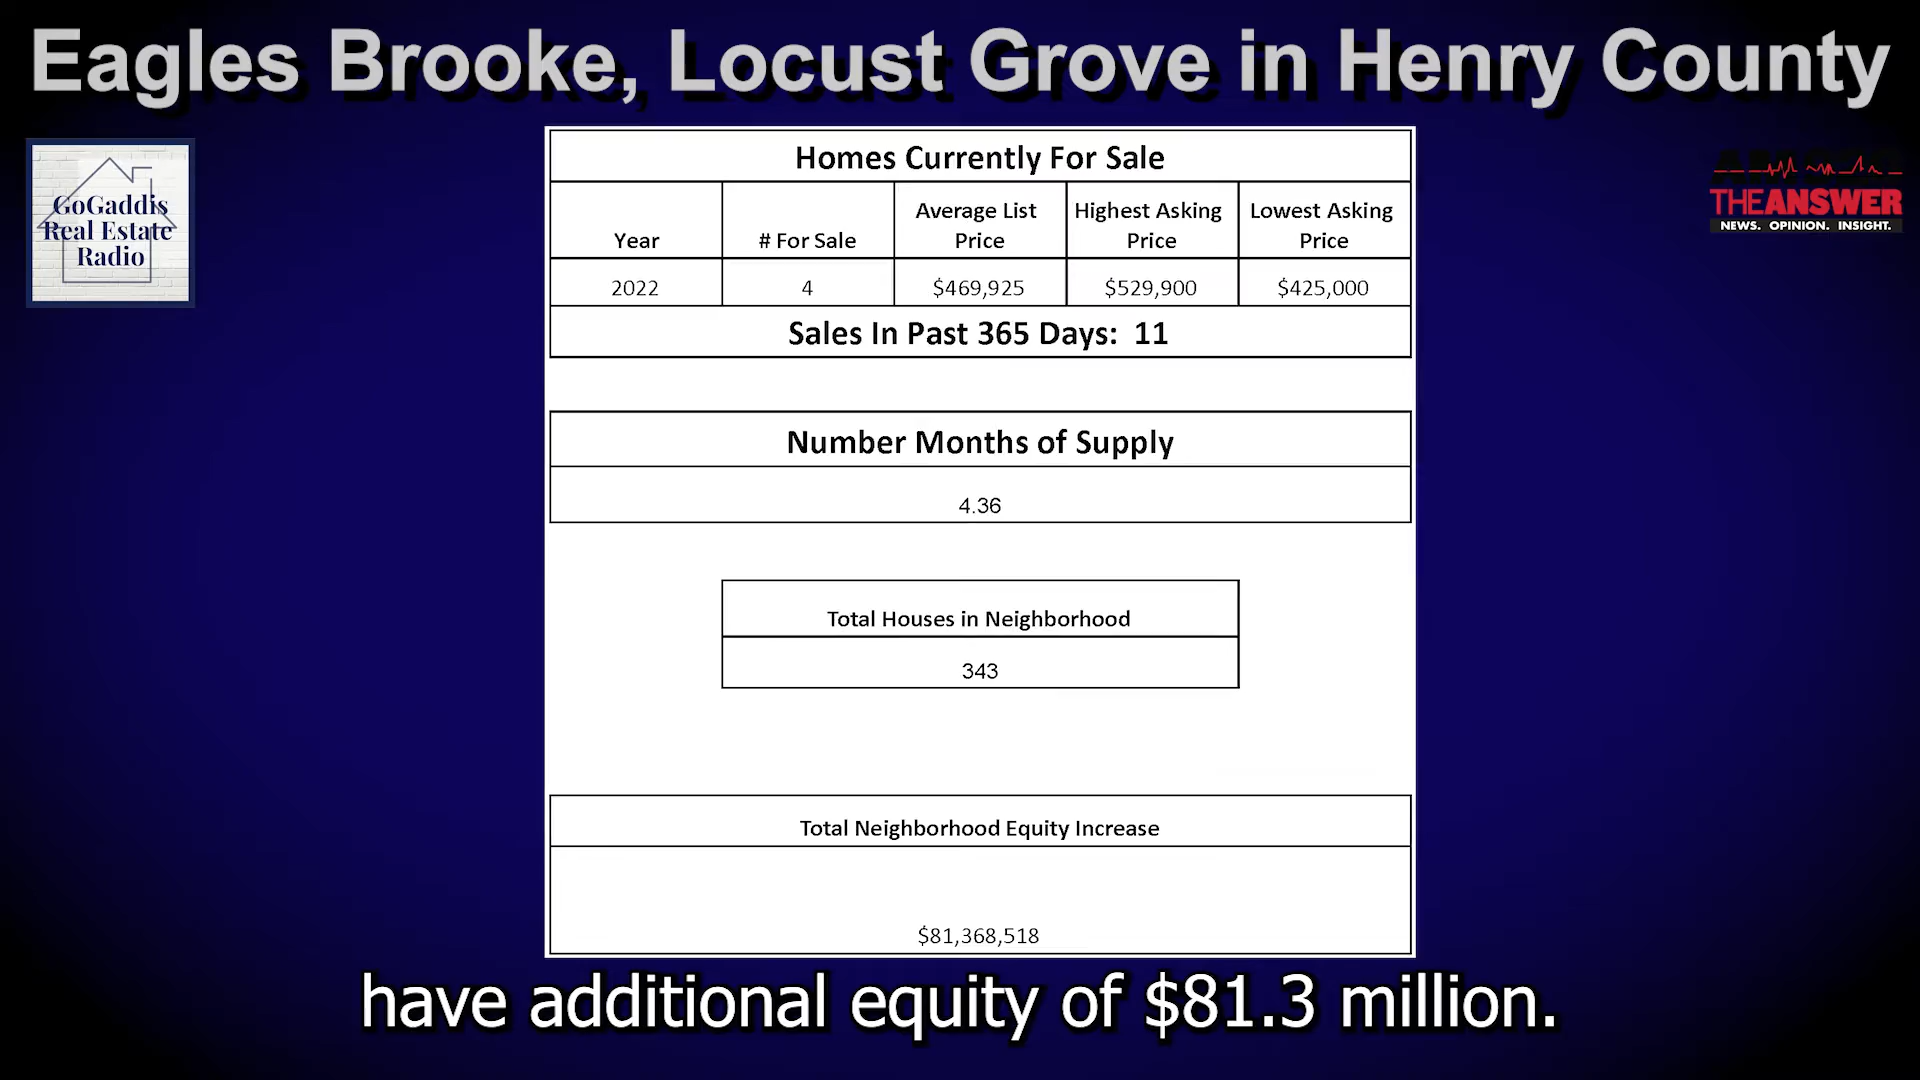 Eagles Brooke, Locust Grove in Henry County
GoGaddis
Real Estate
Radio
THEANSWER
NEWS. OPINION. INSIGHT.
Homes Currently For Sale
Year
# For Sale
Average List
Price
Highest Asking
Price
Lowest Asking
Price
2022
4
$469,925
$529,900
$425,000
Sales In Past 365 Days: 11
Number Months of Supply
4.36
Total Houses in Neighborhood
343
Total Neighborhood Equity Increase
$81,368,518
have additional equity of $81.3 million.